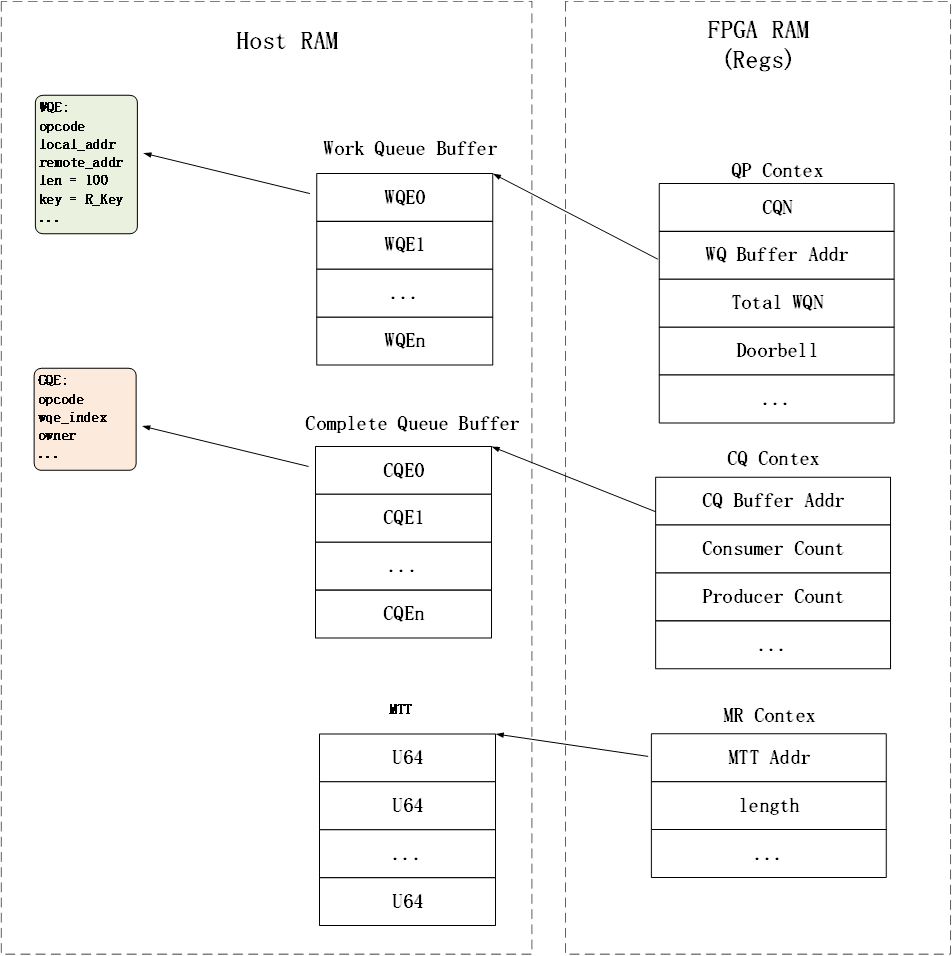 Host RAM
WQE:
opcode
local_addr
remote_addr
len = 100
key = R_Key
...
Work Queue Buffer
WQE0
WQE1
...
WQEn
CQE:
opcode
wqe_index
owner
...
Complete Queue Buffer
CQE0
CQE1
...
CQEn
MTT
U64
U64
...
U64
FPGA RAM
(Regs)
QP Contex
CQN
WQ Buffer Addr
Total WQN
Doorbell
...
CQ Contex
CQ Buffer Addr
Consumer Count
Producer Count
...
MR Contex
MTT Addr
length
...